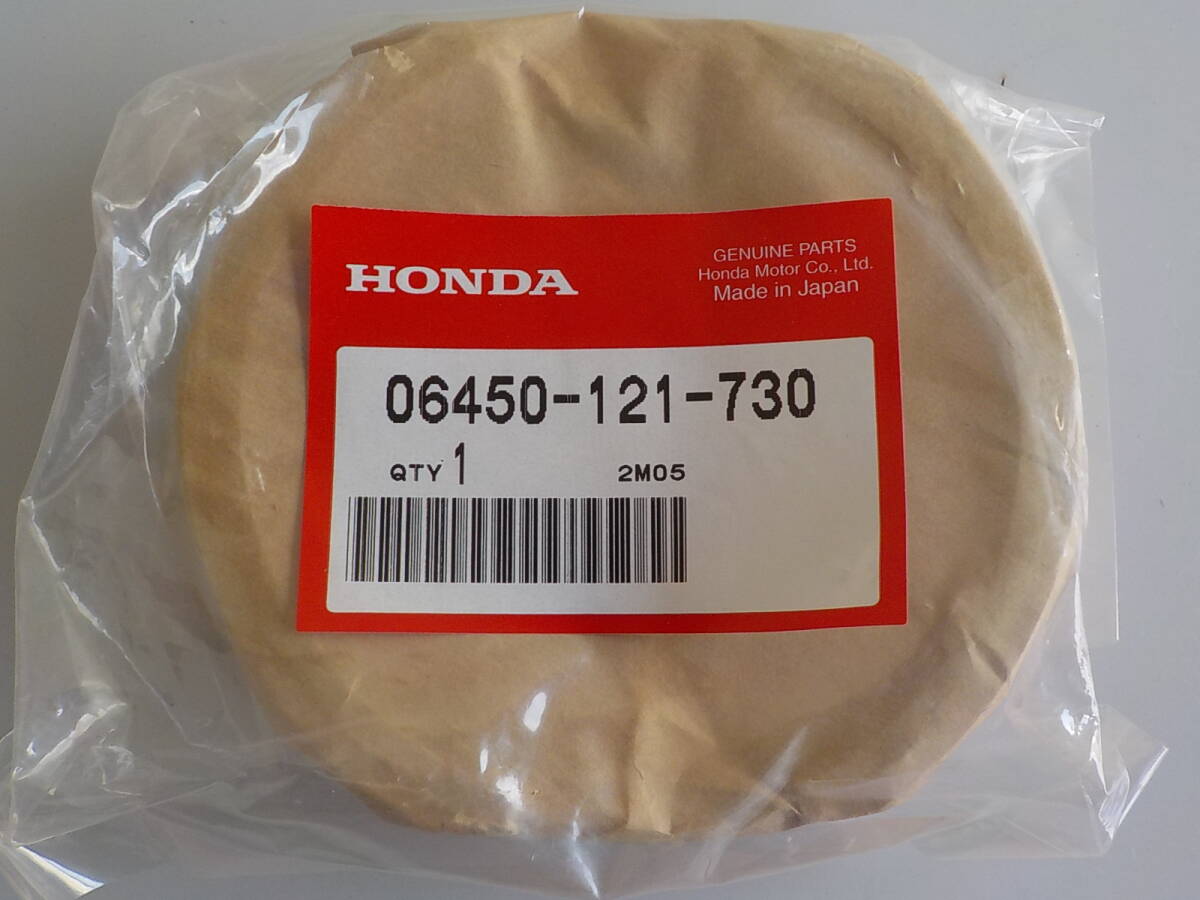 HONDA
GENUINE PARTS
Honda Motor Co., Ltd.
Made in Japan
06450-121-730
QTY 1 2M05